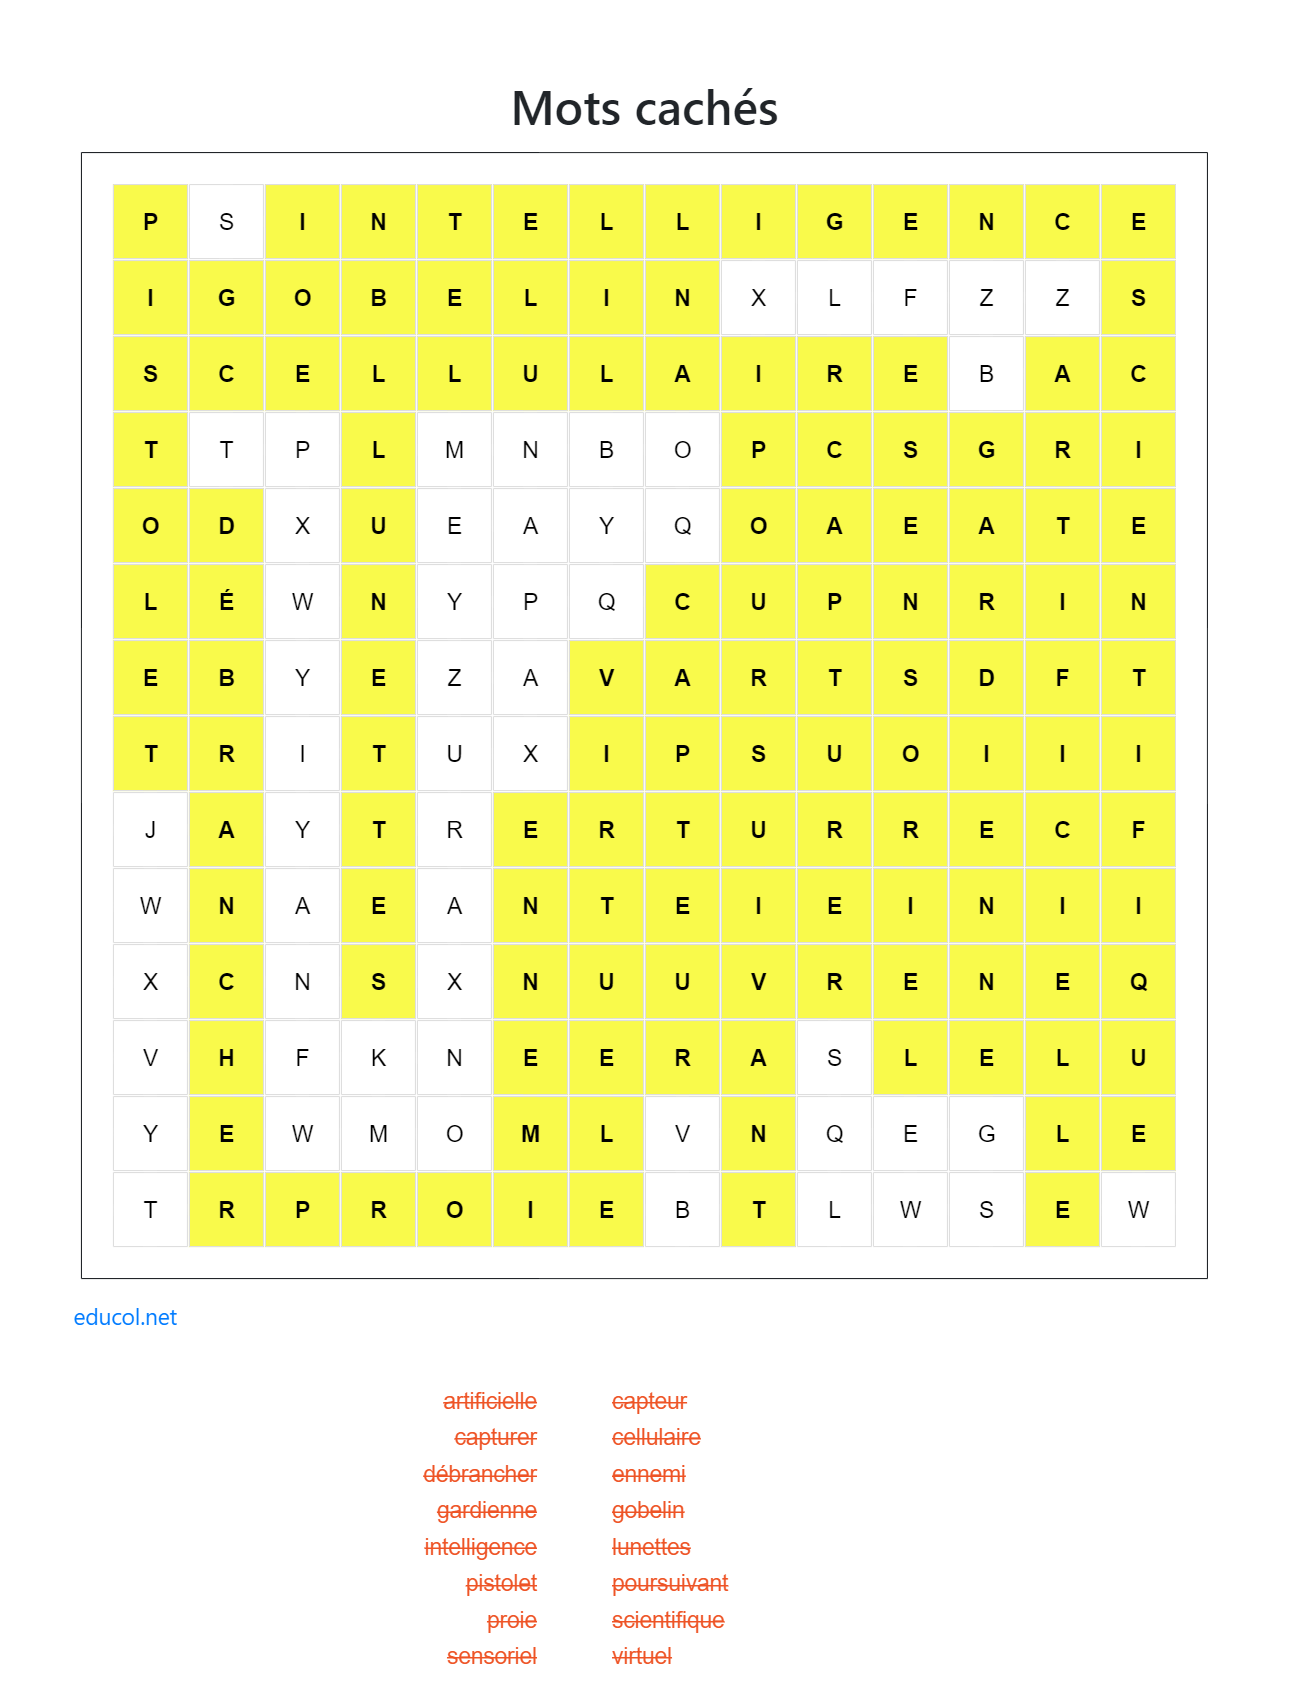 Mots cachés
P S I N T E L L I G E N C E
I G O B E L I N X L F Z Z S
S C E L L U L A I R E B A C
T T P L M N B O P C S G R I
O D X U E A Y Q O A E A T E
L É W N Y P Q C U P N R I N
E B Y E Z A V A R T S D F T
T R I T U X I P S U O I I I
J A Y T R E R T U R R E C F
W N A E A N T E I E I N I I
X C N S X N U U V R E N E Q
V H F K N E E R A S L E L U
Y E W M O M L V N Q E G L E
T R P R O I E B T L W S E W
educol.net
artificielle capteur
capturer cellulaire
débrancher ennemi
gardienne gobelin
intelligence lunettes
pistolet poursuivant
proie scientifique
sensoriel virtuel